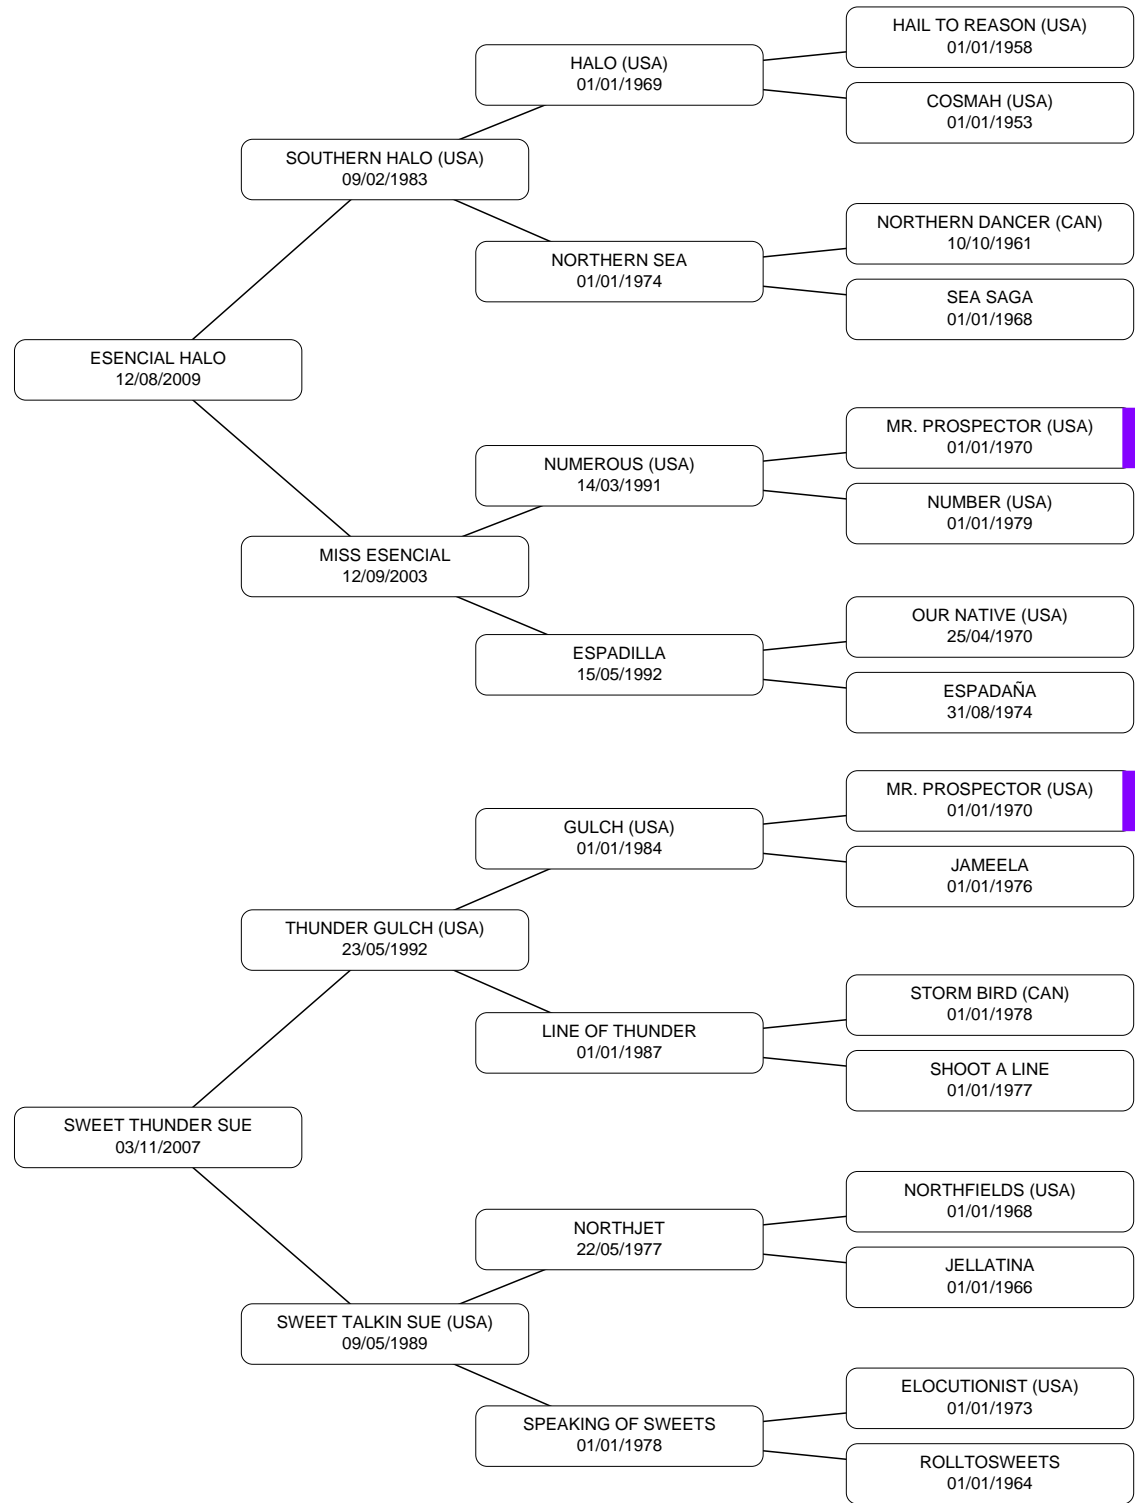 HAIL TO REASON (USA)
01/01/1958
HALO (USA)
01/01/1969
COSMAH (USA)
01/01/1953
SOUTHERN HALO (USA)
09/02/1983
NORTHERN DANCER (CAN)
10/10/1961
NORTHERN SEA
01/01/1974
SEA SAGA
01/01/1968
ESENCIAL HALO
12/08/2009
MR. PROSPECTOR (USA)
01/01/1970
NUMEROUS (USA)
14/03/1991
NUMBER (USA)
01/01/1979
MISS ESENCIAL
12/09/2003
OUR NATIVE (USA)
25/04/1970
ESPADILLA
15/05/1992
ESPADAÑA
31/08/1974
MR. PROSPECTOR (USA)
01/01/1970
GULCH (USA)
01/01/1984
JAMEELA
01/01/1976
THUNDER GULCH (USA)
23/05/1992
STORM BIRD (CAN)
01/01/1978
LINE OF THUNDER
01/01/1987
SHOOT A LINE
01/01/1977
SWEET THUNDER SUE
03/11/2007
NORTHFIELDS (USA)
01/01/1968
NORTHJET
22/05/1977
JELLATINA
01/01/1966
SWEET TALKIN SUE (USA)
09/05/1989
ELOCUTIONIST (USA)
01/01/1973
SPEAKING OF SWEETS
01/01/1978
ROLLTOSWEETS
01/01/1964